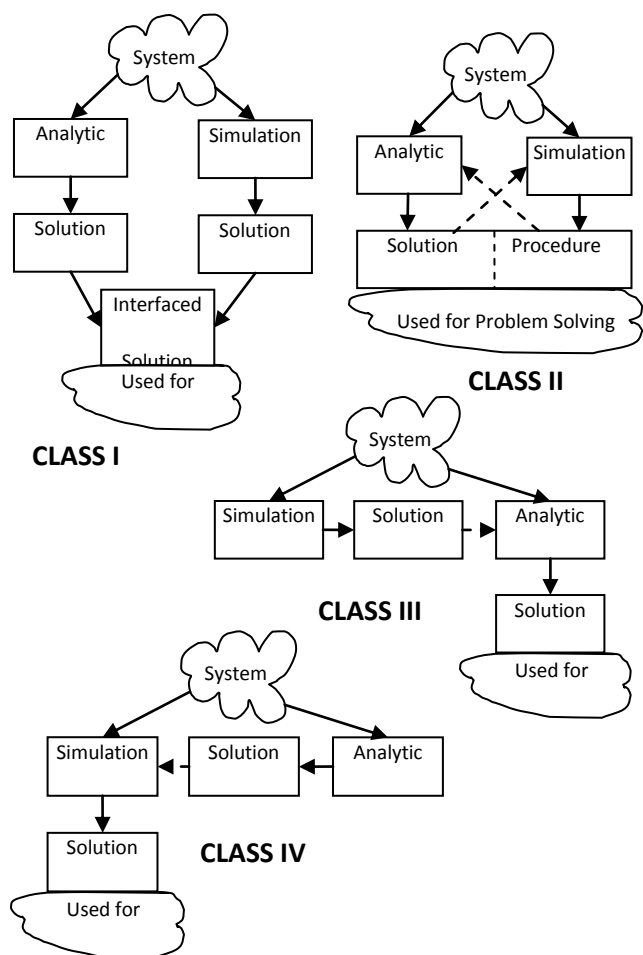 System
Analytic
Simulation
Solution
Solution
Interfaced
Solution
Used for
CLASS I
System
Analytic
Simulation
Solution
Procedure
Used for Problem Solving
CLASS II
System
Simulation
Solution
Analytic
CLASS III
Solution
Used for
System
Simulation
Solution
Analytic
Solution
CLASS IV
Used for